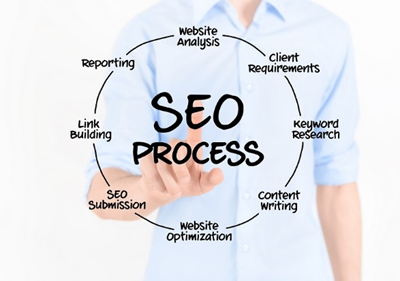 Website
Analysis
Client
Requirements
Keyword
Research
Content
Writing
Website
Optimization
SEO
Submission
Link
Building
Reporting
SEO
PROCESS